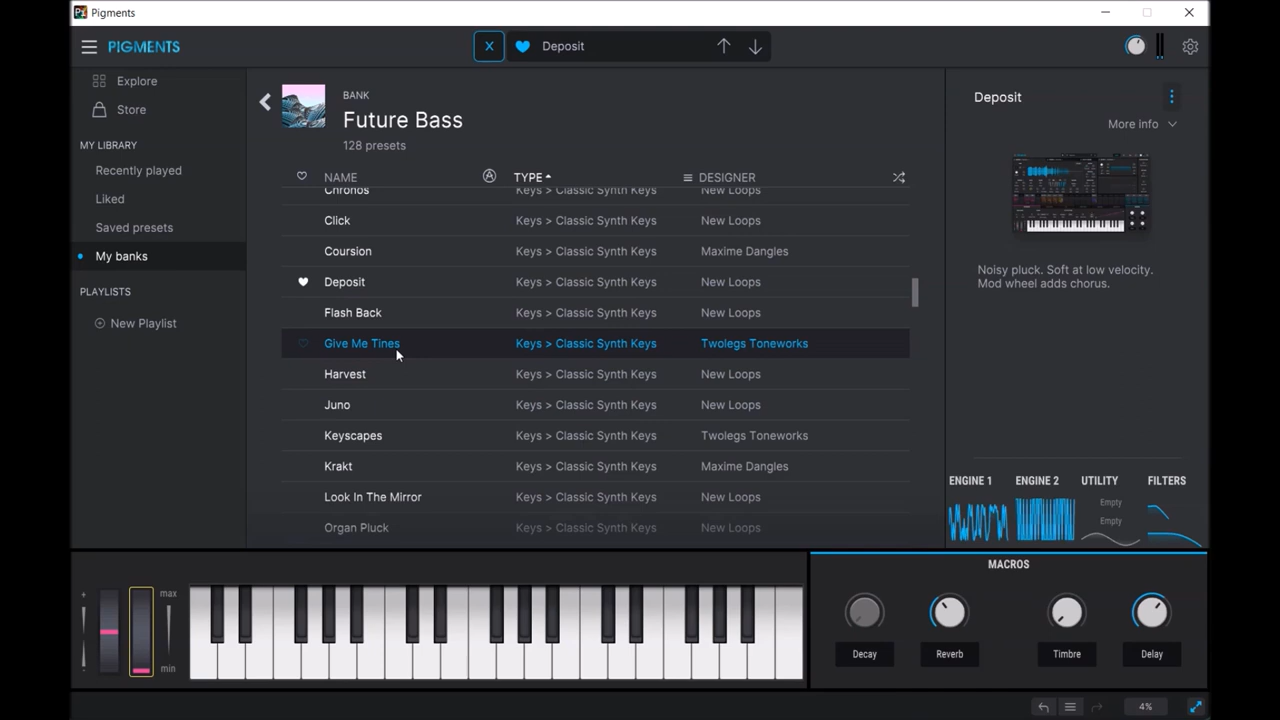 Pigments
PIGMENTS
X
Deposit
Explore
Store
MY LIBRARY
Recently played
Liked
Saved presets
My banks
PLAYLISTS
New Playlist
BANK
Future Bass
128 presets
NAME TYPE DESIGNER
Chronos Keys > Classic Synth Keys New Loops
Click Keys > Classic Synth Keys New Loops
Coursion Keys > Classic Synth Keys Maxime Dangles
Deposit Keys > Classic Synth Keys New Loops
Flash Back Keys > Classic Synth Keys New Loops
Give Me Tines Keys > Classic Synth Keys Twolegs Toneworks
Harvest Keys > Classic Synth Keys New Loops
Juno Keys > Classic Synth Keys New Loops
Keyscapes Keys > Classic Synth Keys Twolegs Toneworks
Krakt Keys > Classic Synth Keys Maxime Dangles
Look In The Mirror Keys > Classic Synth Keys New Loops
Organ Pluck Keys > Classic Synth Keys New Loops
Deposit
More info
Noisy pluck. Soft at low velocity.
Mod wheel adds chorus.
ENGINE 1 ENGINE 2 UTILITY FILTERS
Empty
Empty
+ max
- min
MACROS
Decay Reverb Timbre Delay
4%